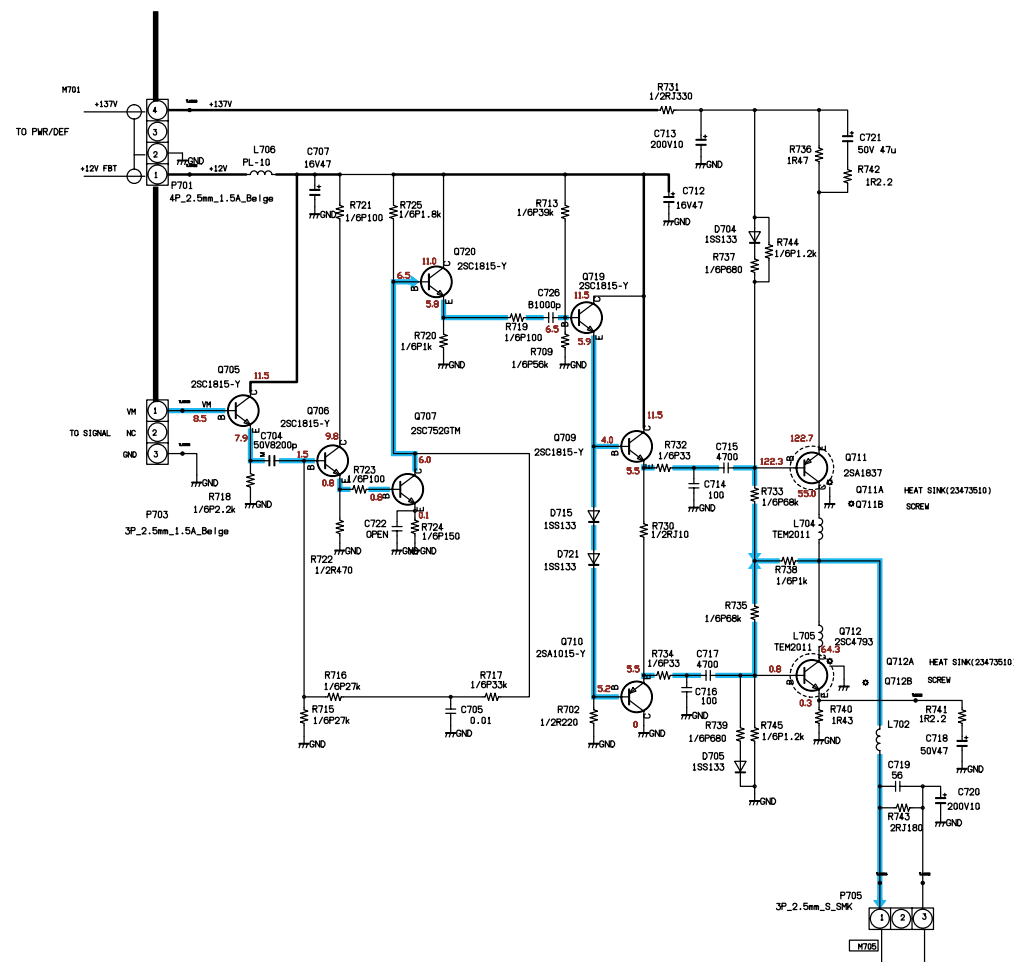 M701
+137V
TO PWR/DEF
+12V FBT
4
3
2
1
+137V
GND
+12V
P701
4P_2.5mm_1.5A_Beige
L706
PL-10
C707
16V47
GND
R721
1/6P100
R725
1/6P1.8k
R713
1/6P39k
C712
16V47
GND
R731
1/2RJ330
C713
200V10
GND
R736
1R47
C721
50V 47u
R742
1R2.2
D704
1SS133
R737
1/6P680
R744
1/6P1.2k
Q720
2SC1815-Y
11.0
C
6.5
B
5.8
E
R720
1/6P1k
GND
R719
1/6P100
C726
B1000p
6.5
B
R709
1/6P56k
GND
Q719
2SC1815-Y
11.5
C
5.9
E
Q705
2SC1815-Y
11.5
C
VM
8.5
B
7.9
E
VM
TO SIGNAL
NC
GND
1
2
3
GND
P703
3P_2.5mm_1.5A_Beige
R718
1/6P2.2k
GND
C704
50V8200p
M
1.5
B
Q706
2SC1815-Y
9.8
C
0.8
E
R723
1/6P100
0.8
B
Q707
2SC752GTM
6.0
C
0.1
E
C722
OPEN
R724
1/6P150
GND
GND
R722
1/2R470
GND
R716
1/6P27k
R715
1/6P27k
GND
C705
0.01
GND
R717
1/6P33k
Q709
2SC1815-Y
11.5
C
4.0
B
5.5
E
R732
1/6P33
C715
4700
C714
100
GND
D715
1SS133
D721
1SS133
R730
1/2RJ10
Q710
2SA1015-Y
5.5
E
5.2
B
0
C
R702
1/2R220
GND
GND
R734
1/6P33
C717
4700
C716
100
GND
R733
1/6P68k
R735
1/6P68k
R738
1/6P1k
122.7
E
122.3
B
55.0
C
Q711
2SA1837
Q711A
HEAT SINK(23473510)
Q711B
SCREW
GND
L704
TEM2011
L705
TEM2011
Q712
2SC4793
64.3
C
0.8
B
0.3
E
GND
Q712A
HEAT SINK(23473510)
Q712B
SCREW
R739
1/6P680
D705
1SS133
R745
1/6P1.2k
GND
R740
1R43
GND
R741
1R2.2
C718
50V47
GND
L702
C719
56
C720
200V10
GND
R743
2RJ180
P705
3P_2.5mm_S_SMK
1
2
3
M705